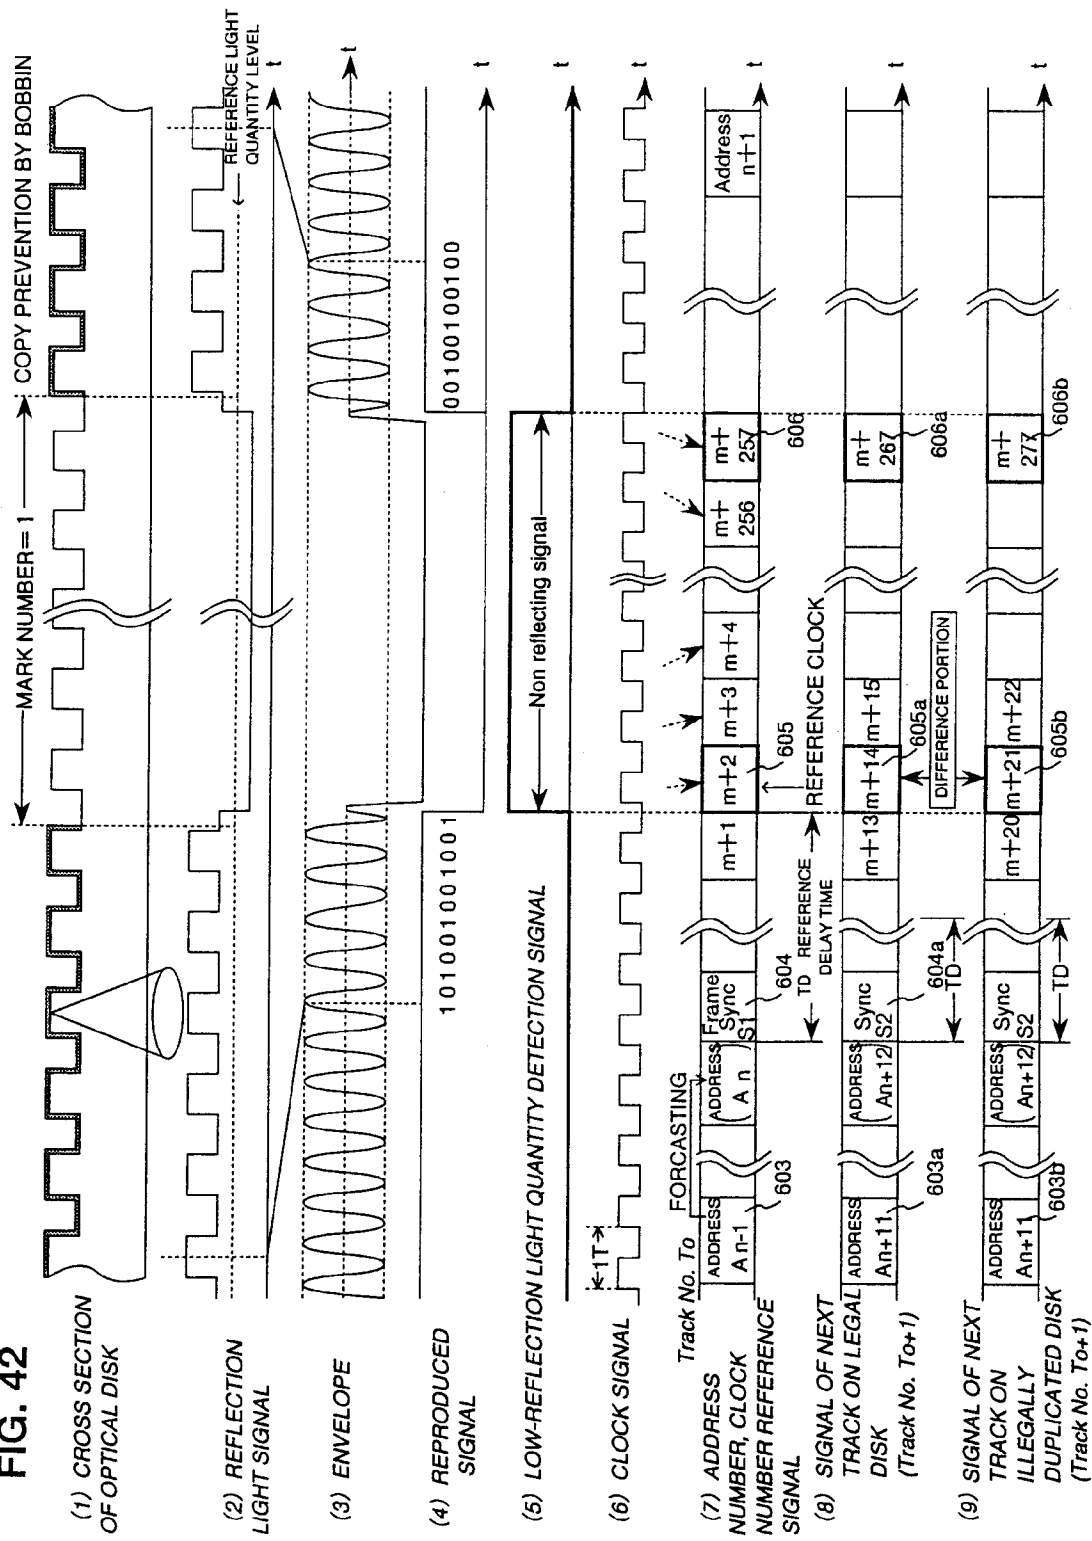 FIG. 42
COPY PREVENTION BY BOBBIN
MARK NUMBER=1
(1) CROSS SECTION
OF OPTICAL DISK
(2) REFLECTION
LIGHT SIGNAL
REFERENCE LIGHT
QUANTITY LEVEL
t
(3) ENVELOPE
t
(4) REPRODUCED
SIGNAL
1011001001001
001001001001 00
t
(5) LOW-REFLECTION LIGHT QUANTITY DETECTION SIGNAL
Non reflecting signal
t
(6) CLOCK SIGNAL
1T
t
Track No. To
FORCASTING
(7) ADDRESS
NUMBER, CLOCK
NUMBER REFERENCE
SIGNAL
ADDRESS
An-1
603
ADDRESS
(An)
Frame
Sync
S1
604
m+1
m+2
605
m+3
m+4
m+
256
m+
257
606
Address
n+1
t
TD REFERENCE
DELAY TIME
REFERENCE CLOCK
(8) SIGNAL OF NEXT
TRACK ON LEGAL
DISK
(Track No. To+1)
ADDRESS
An+11
603a
ADDRESS
(An+12)
Sync
S2
604a
m+13
m+14
m+15
605a
m+
267
606a
t
TD
DIFFERENCE PORTION
(9) SIGNAL OF NEXT
TRACK ON
ILLEGALLY
DUPLICATED DISK
(Track No. To+1)
ADDRESS
An+11
603b
ADDRESS
(An+12)
Sync
S2
m+20
m+21
m+22
605b
m+
277
606b
t
TD